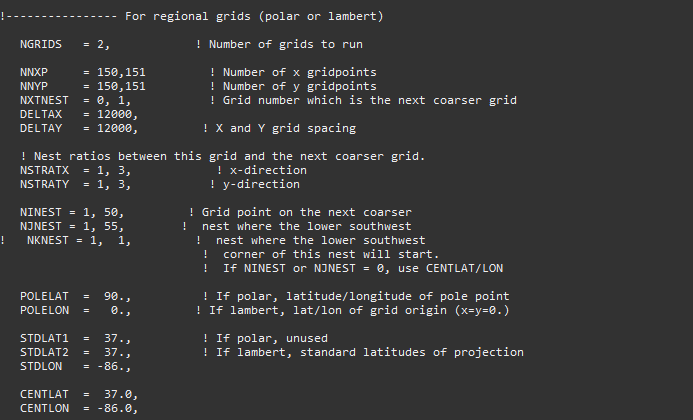 !---------------- For regional grids (polar or lambert)
NGRIDS = 2, ! Number of grids to run
NNXP = 150,151 ! Number of x gridpoints
NNYP = 150,151 ! Number of y gridpoints
NXTNEST = 0, 1, ! Grid number which is the next coarser grid
DELTAX = 12000,
DELTAY = 12000, ! X and Y grid spacing
! Nest ratios between this grid and the next coarser grid.
NSTRATX = 1, 3, ! x-direction
NSTRATY = 1, 3, ! y-direction
NINEST = 1, 50, ! Grid point on the next coarser
NJNEST = 1, 55, ! nest where the lower southwest
! NKNEST = 1, 1, ! nest where the lower southwest
! corner of this nest will start.
! If NINEST or NJNEST = 0, use CENTLAT/LON
POLELAT = 90., ! If polar, latitude/longitude of pole point
POLELON = 0., ! If lambert, lat/lon of grid origin (x=y=0.)
STDLAT1 = 37., ! If polar, unused
STDLAT2 = 37., ! If lambert, standard latitudes of projection
STDLON = -86.,
CENTLAT = 37.0,
CENTLON = -86.0,